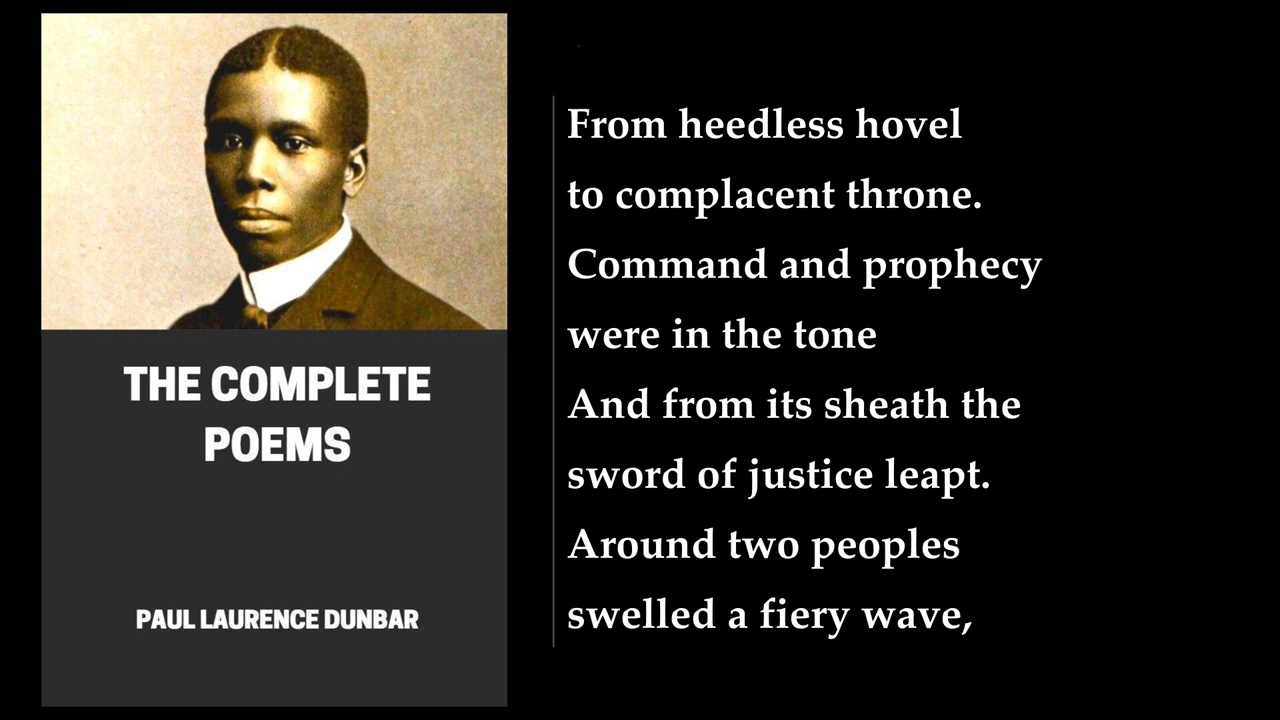 THE COMPLETE
POEMS
PAUL LAURENCE DUNBAR
From heedless hovel
to complacent throne.
Command and prophecy
were in the tone
And from its sheath the
sword of justice leapt.
Around two peoples
swelled a fiery wave,